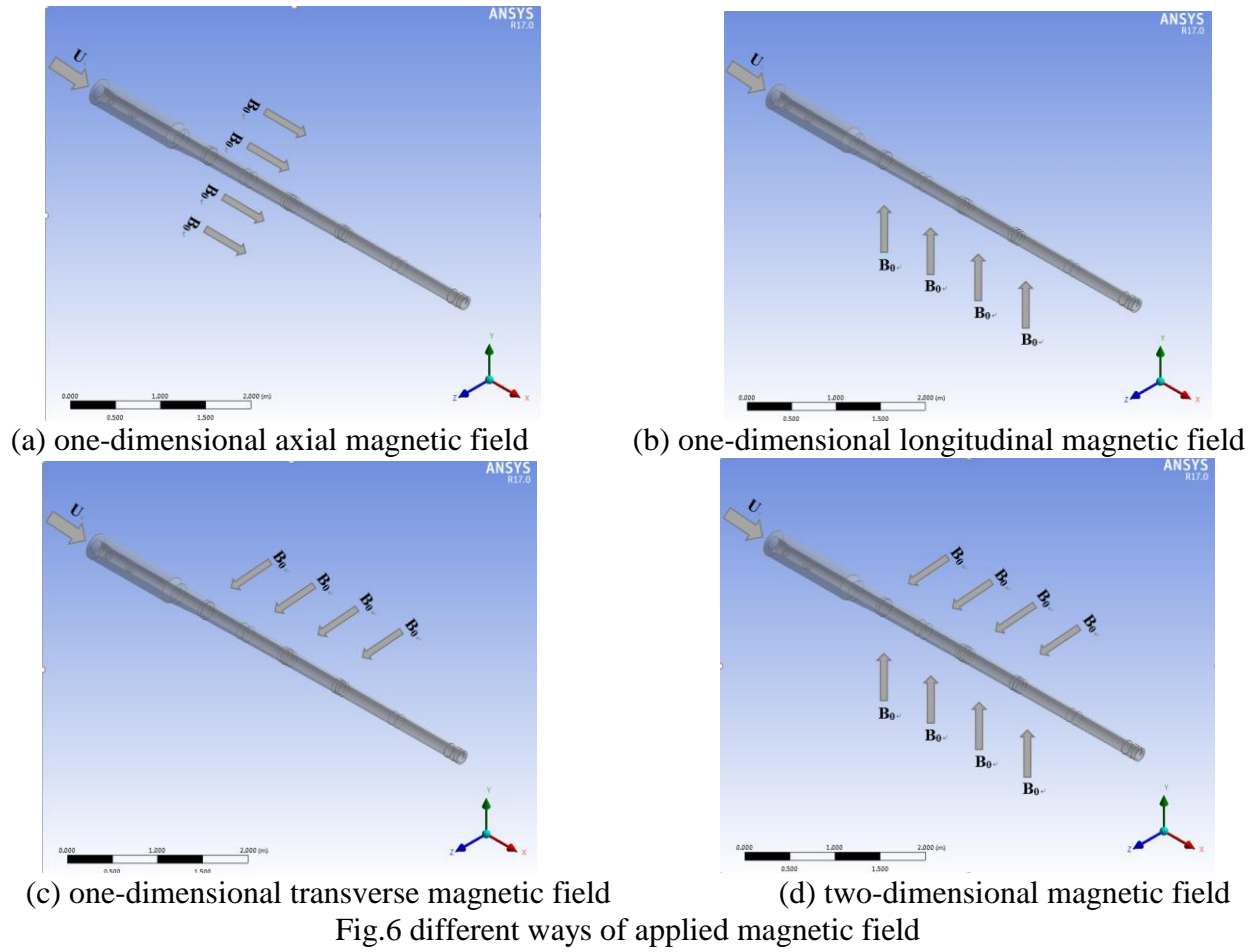 ANSYS
R17.0
U
B₀
B₀
B₀
B₀
Y
Z
X
0.000 1.000 2.000 (m)
0.500 1.500
(a) one-dimensional axial magnetic field
ANSYS
R17.0
U
B₀
B₀
B₀
B₀
Y
Z
X
0.000 1.000 2.000 (m)
0.500 1.500
(b) one-dimensional longitudinal magnetic field
ANSYS
R17.0
U
B₀
B₀
B₀
B₀
Y
Z
X
0.000 1.000 2.000 (m)
0.500 1.500
(c) one-dimensional transverse magnetic field
ANSYS
R17.0
U
B₀
B₀
B₀
B₀
B₀
B₀
B₀
B₀
Y
Z
X
0.000 1.000 2.000 (m)
0.500 1.500
(d) two-dimensional magnetic field
Fig.6 different ways of applied magnetic field